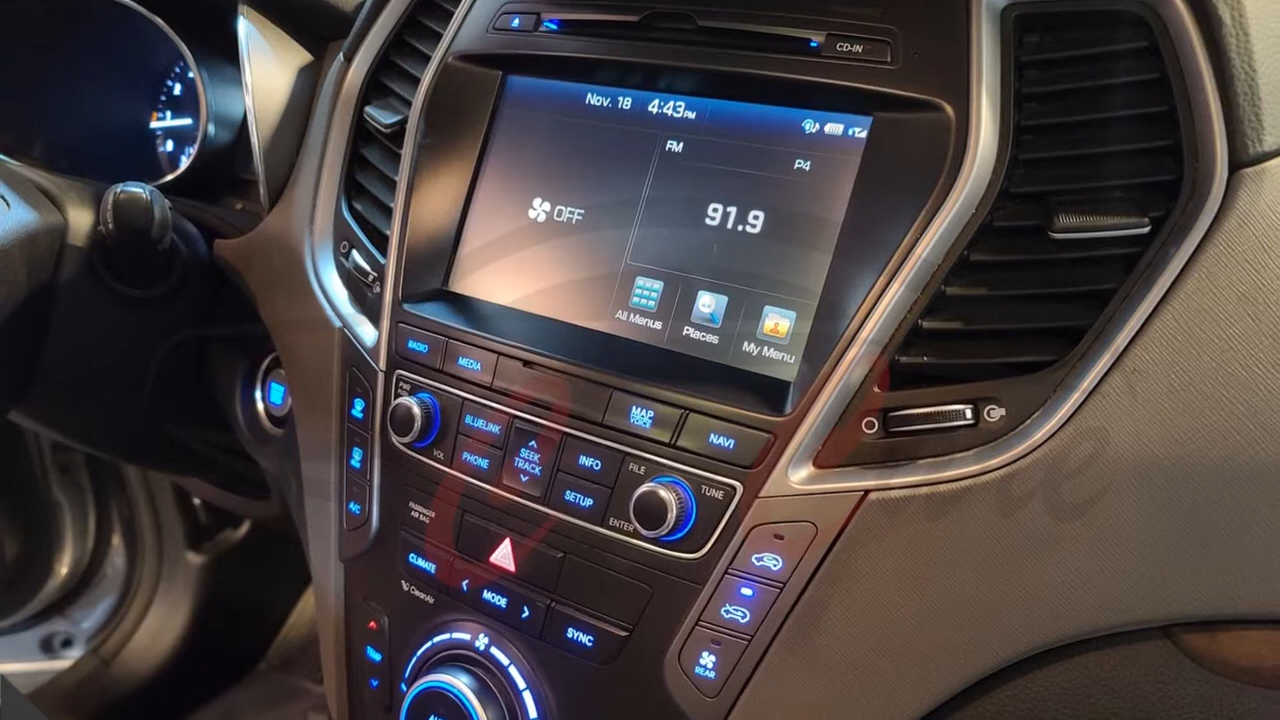 CD-IN
Nov. 18 4:43PM
FM
P4
OFF
91.9
All Menus
Places
My Menu
RADIO
MEDIA
MAP
VOICE
NAVI
PWR
PUSH
VOL
BLUELINK
PHONE
SEEK
TRACK
INFO
SETUP
FILE
TUNE
ENTER
A/C
PASSENGER
AIR BAG
CLIMATE
CleanAir
MODE
SYNC
TEMP
REAR